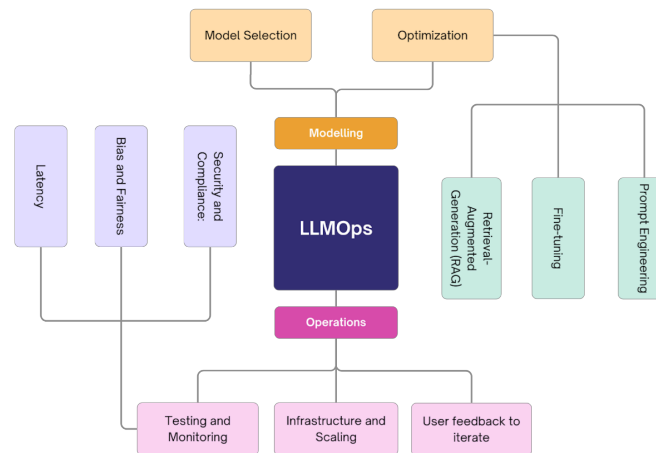 Model Selection
Optimization
Modelling
Latency
Bias and Fairness
Security and
Compliance:
LLMOps
Retrieval-
Augmented
Generation (RAG)
Fine-tuning
Prompt Engineering
Operations
Testing and
Monitoring
Infrastructure and
Scaling
User feedback to
iterate